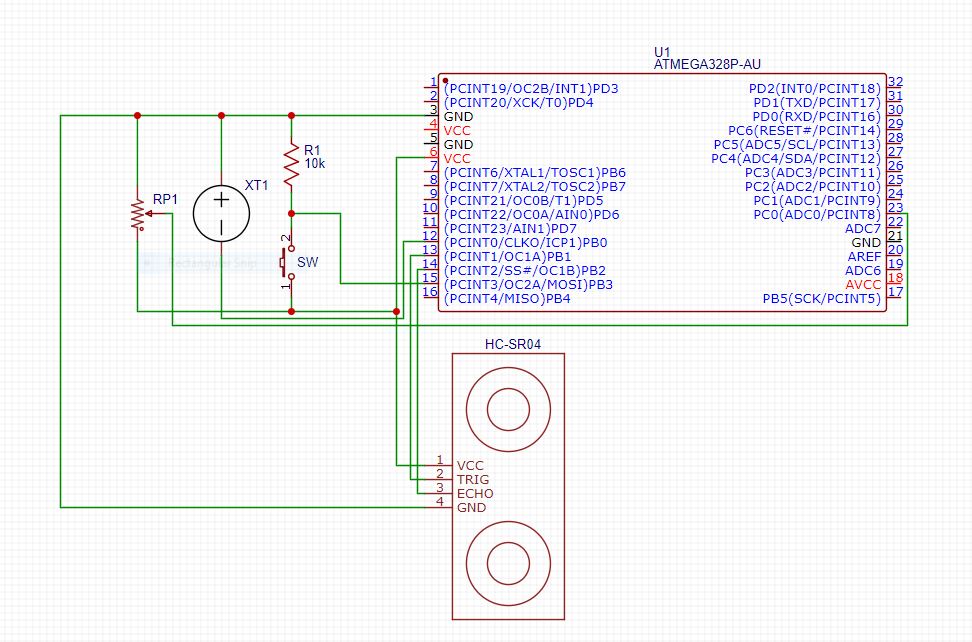 U1
ATMEGA328P-AU
1 (PCINT19/OC2B/INT1)PD3 PD2(INT0/PCINT18) 32
2 (PCINT20/XCK/T0)PD4 PD1(TXD/PCINT17) 31
3 GND PD0(RXD/PCINT16) 30
4 VCC PC6(RESET#/PCINT14) 29
5 GND PC5(ADC5/SCL/PCINT13) 28
6 VCC PC4(ADC4/SDA/PCINT12) 27
7 (PCINT6/XTAL1/TOSC1)PB6 PC3(ADC3/PCINT11) 26
8 (PCINT7/XTAL2/TOSC2)PB7 PC2(ADC2/PCINT10) 25
9 (PCINT21/OC0B/T1)PD5 PC1(ADC1/PCINT9) 24
10 (PCINT22/OC0A/AIN0)PD6 PC0(ADC0/PCINT8) 23
11 (PCINT23/AIN1)PD7 ADC7 22
12 (PCINT0/CLKO/ICP1)PB0 GND 21
13 (PCINT1/OC1A)PB1 AREF 20
14 (PCINT2/SS#/OC1B)PB2 ADC6 19
15 (PCINT3/OC2A/MOSI)PB3 AVCC 18
16 (PCINT4/MISO)PB4 PB5(SCK/PCINT5) 17
R1
10k
XT1
RP1
2
SW
1
Rectangular Snip
HC-SR04
1 VCC
2 TRIG
3 ECHO
4 GND